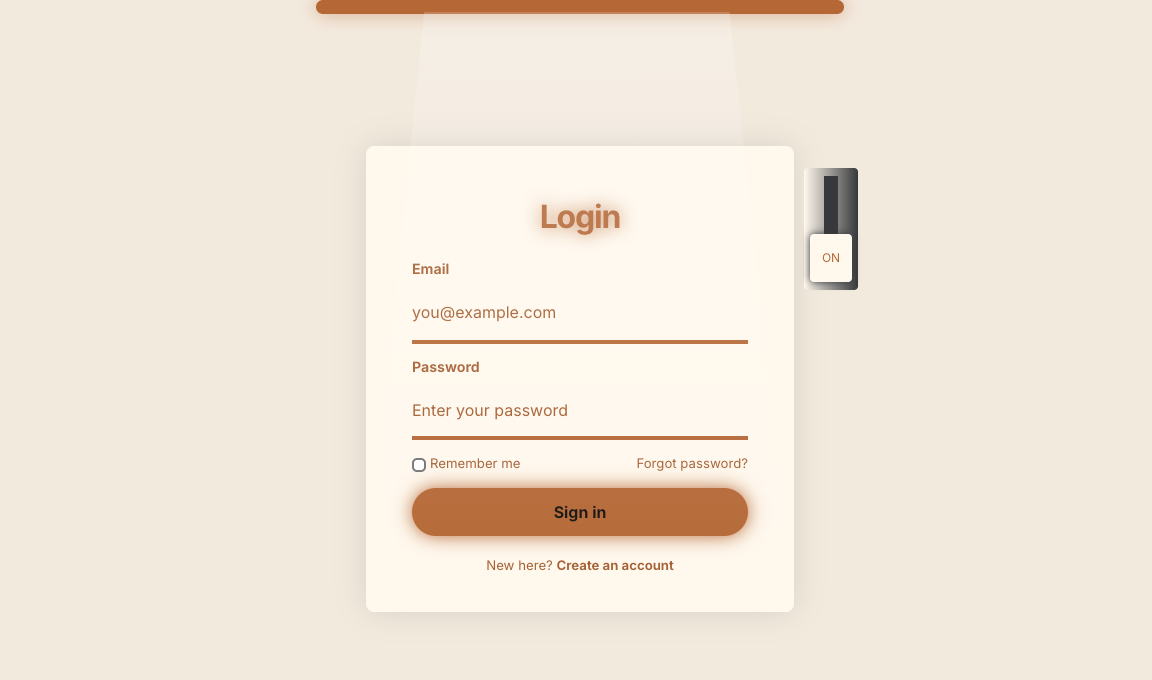 Login
Email
you@example.com
Password
Enter your password
Remember me
Forgot password?
Sign in
New here? Create an account
ON